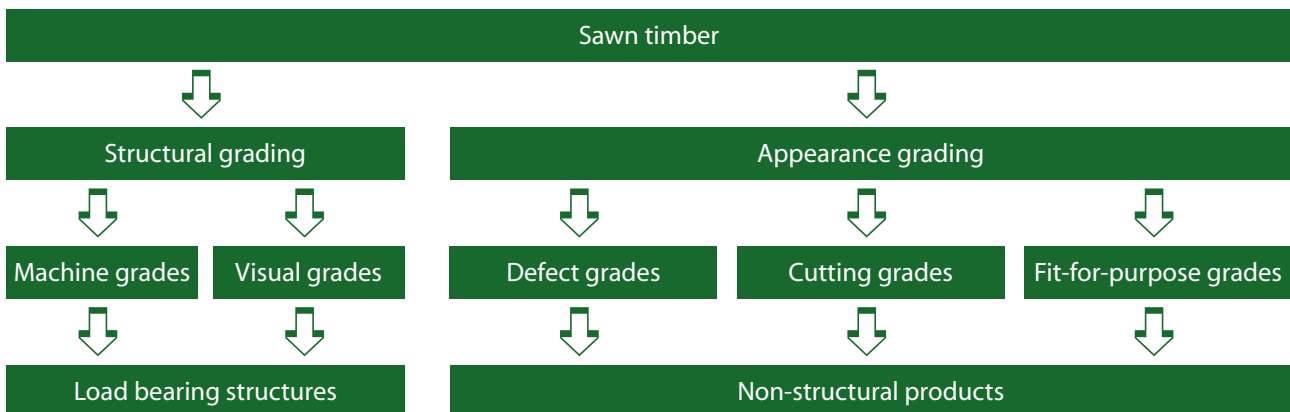 Sawn timber
Structural grading
Appearance grading
Machine grades
Visual grades
Defect grades
Cutting grades
Fit-for-purpose grades
Load bearing structures
Non-structural products